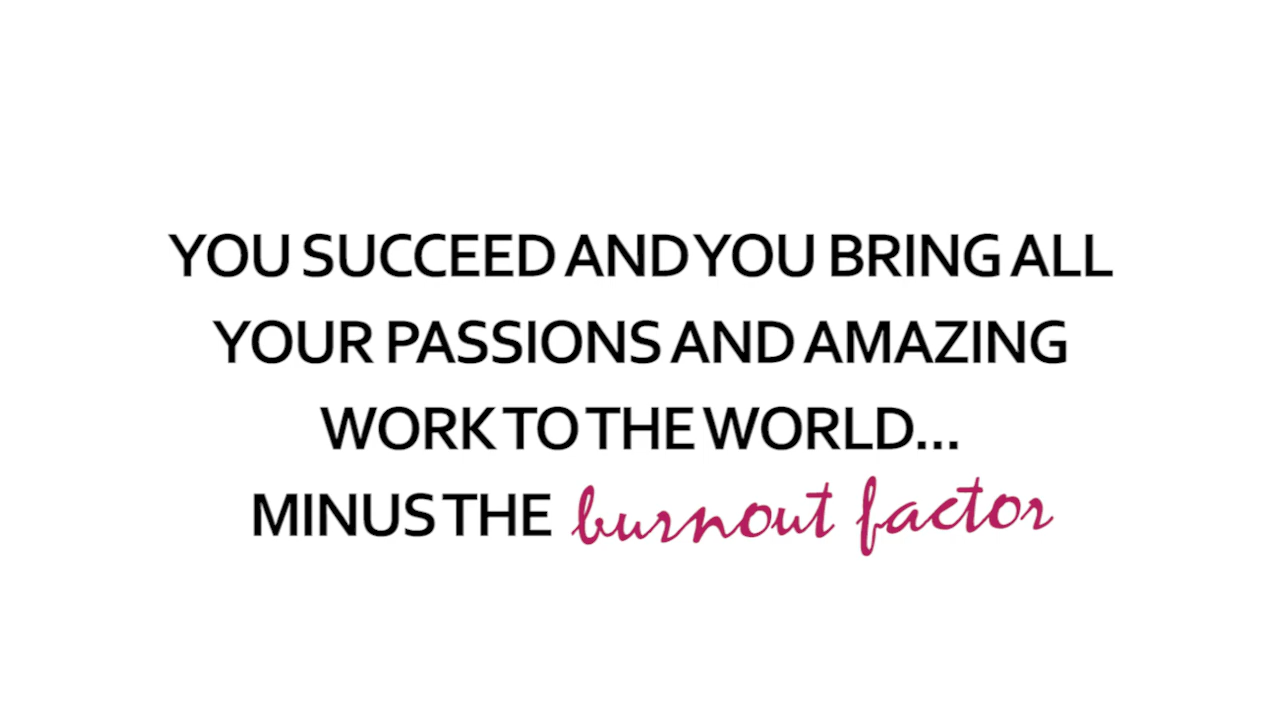 YOU SUCCEED AND YOU BRING ALL
YOUR PASSIONS AND AMAZING
WORK TO THE WORLD...
MINUS THE burnout factor